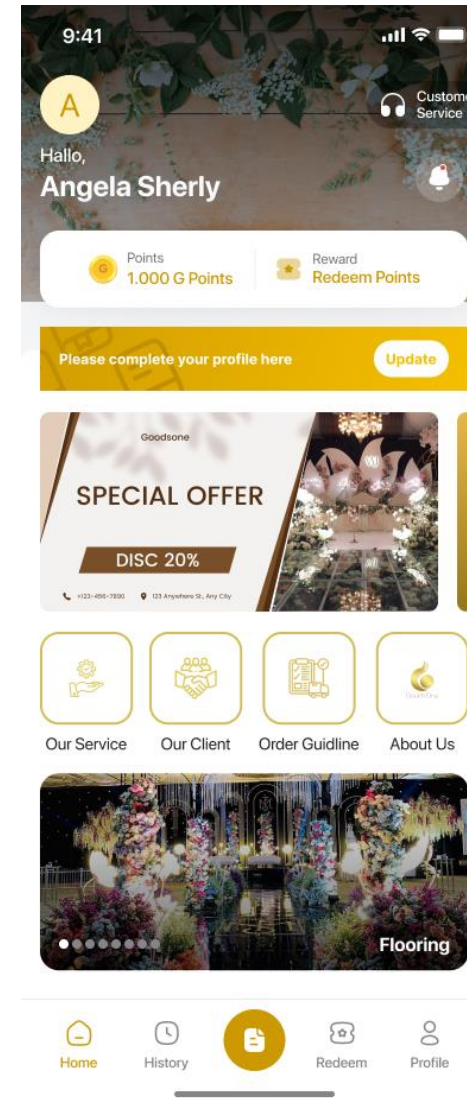 9:41
Custome
Service
A
Hallo,
Angela Sherly
Points
1.000 G Points
Reward
Redeem Points
Please complete your profile here
Update
Goodsone
SPECIAL OFFER
DISC 20%
+123-456-7890
123 Anywhere St., Any City
Our Service
Our Client
Order Guidline
About Us
Flooring
Home
History
Redeem
Profile